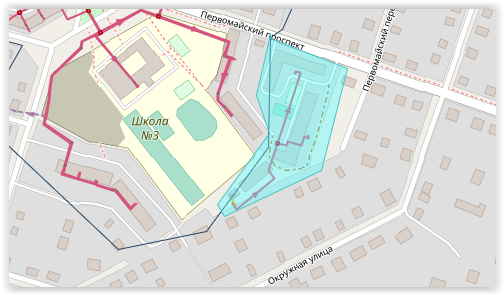 Первомайский проспект
Первомайский пер
Школа
№3
Окружная улица